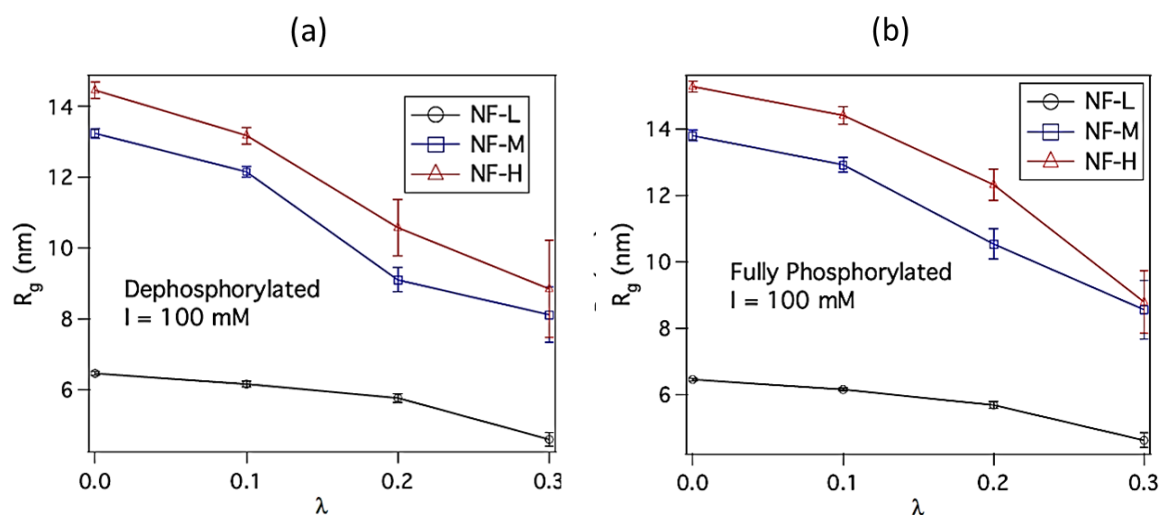 (a)
(b)
NF-L
NF-M
NF-H
14
12
10
8
6
Rg (nm)
Dephosphorylated
I = 100 mM
0.0
0.1
0.2
0.3
λ
NF-L
NF-M
NF-H
14
12
10
8
6
Rg (nm)
Fully Phosphorylated
I = 100 mM
0.0
0.1
0.2
0.3
λ